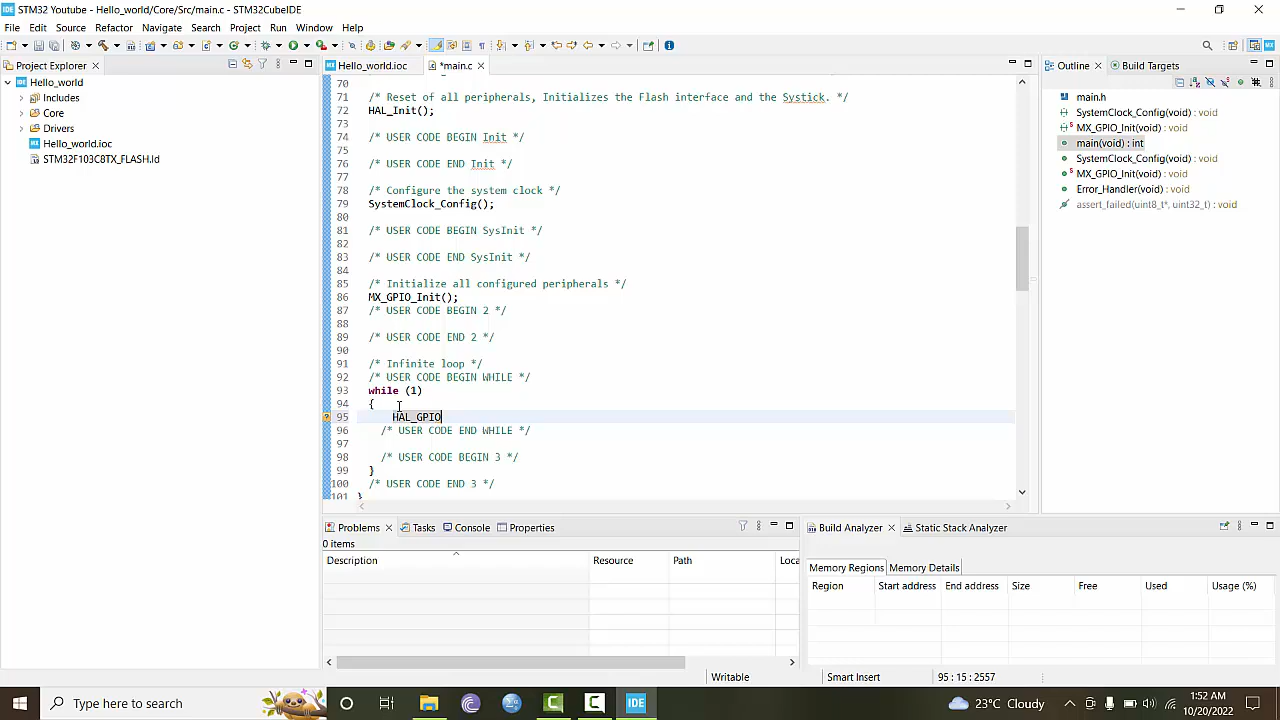 STM32 Youtube - Hello_world/Core/Src/main.c - STM32CubeIDE
File Edit Source Refactor Navigate Search Project Run Window Help
Project Explorer
Hello_world
Includes
Core
Drivers
Hello_world.ioc
STM32F103C8TX_FLASH.ld
Hello_world.ioc *main.c
70
71 /* Reset of all peripherals, Initializes the Flash interface and the Systick. */
72 HAL_Init();
73
74 /* USER CODE BEGIN Init */
75
76 /* USER CODE END Init */
77
78 /* Configure the system clock */
79 SystemClock_Config();
80
81 /* USER CODE BEGIN SysInit */
82
83 /* USER CODE END SysInit */
84
85 /* Initialize all configured peripherals */
86 MX_GPIO_Init();
87 /* USER CODE BEGIN 2 */
88
89 /* USER CODE END 2 */
90
91 /* Infinite loop */
92 /* USER CODE BEGIN WHILE */
93 while (1)
94 {
95 HAL_GPIO
96 /* USER CODE END WHILE */
97
98 /* USER CODE BEGIN 3 */
99 }
100 /* USER CODE END 3 */
101 }
Outline Build Targets
main.h
SystemClock_Config(void) : void
MX_GPIO_Init(void) : void
main(void) : int
SystemClock_Config(void) : void
MX_GPIO_Init(void) : void
Error_Handler(void) : void
assert_failed(uint8_t*, uint32_t) : void
Problems Tasks Console Properties
0 items
Description Resource Path Loca
Build Analyzer Static Stack Analyzer
Memory Regions Memory Details
Region Start address End address Size Free Used Usage (%)
Writable Smart Insert 95 : 15 : 2557
Type here to search
IDE
23°C Cloudy
1:52 AM
10/20/2022